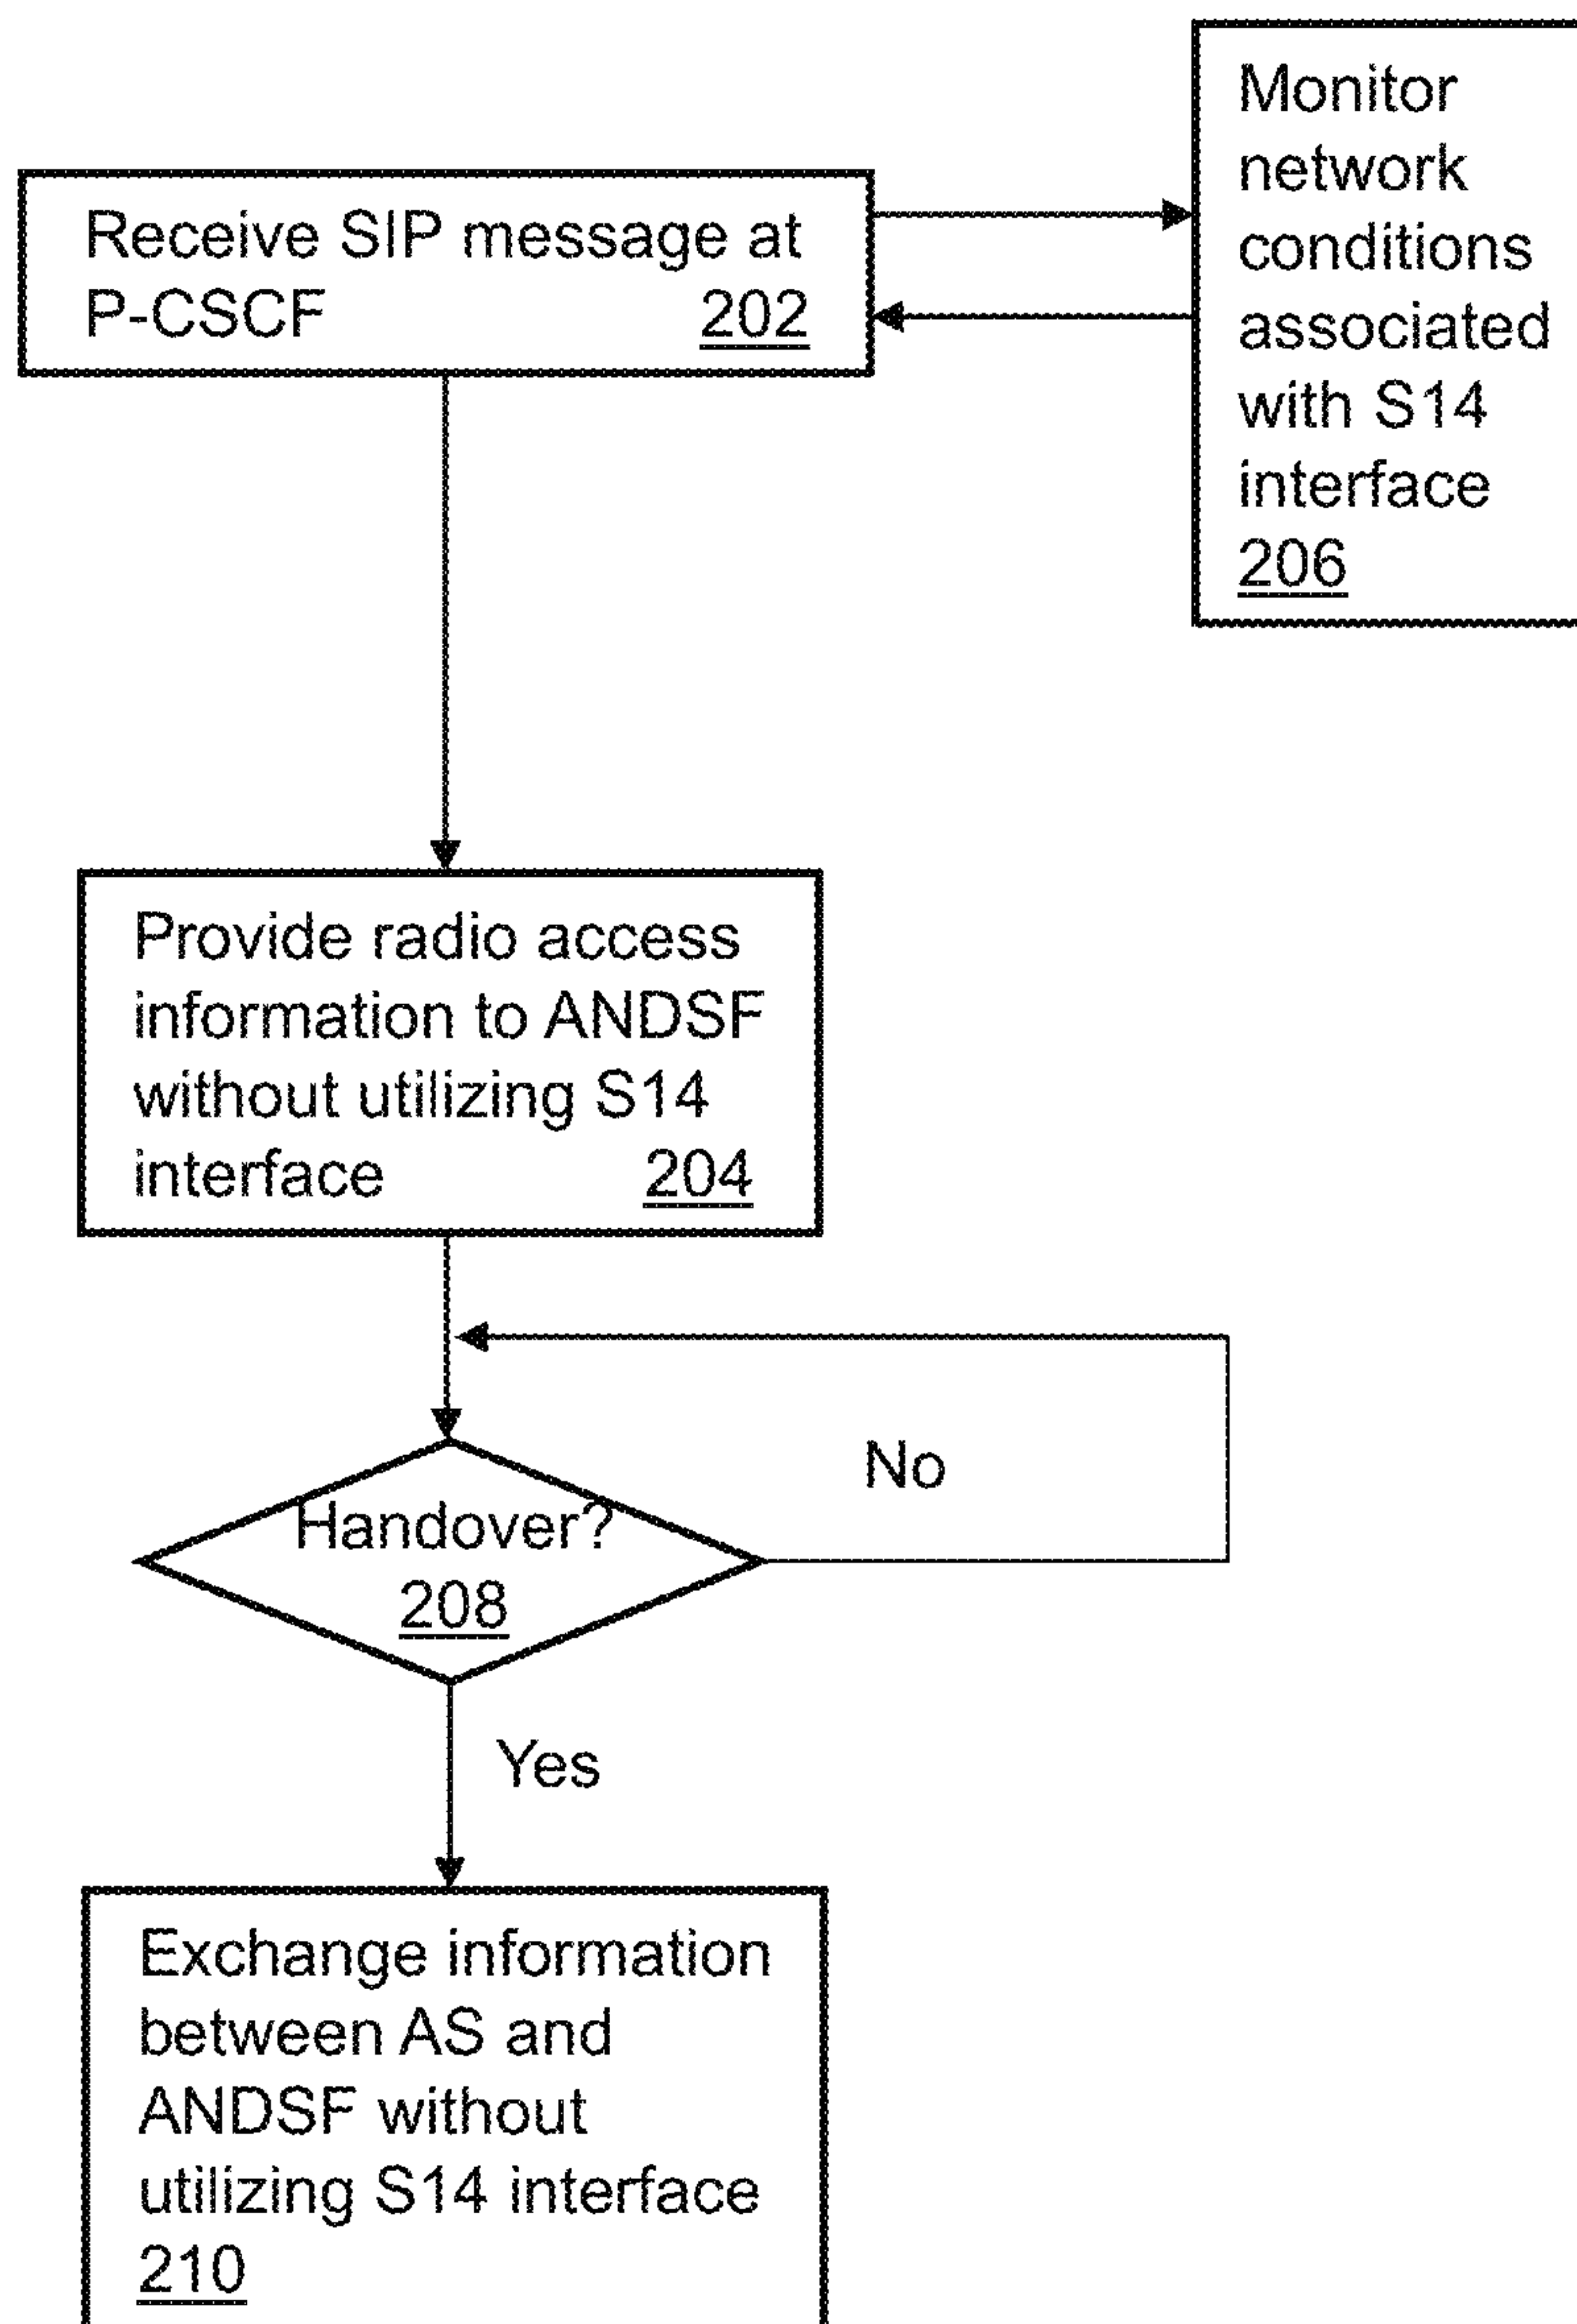 Monitor
network
conditions
associated
with S14
interface
206
Receive SIP message at
P-CSCF 202
Provide radio access
information to ANDSF
without utilizing S14
interface 204
No
Handover?
208
Yes
Exchange information
between AS and
ANDSF without
utilizing S14 interface
210